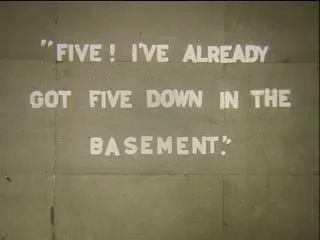 "FIVE! I'VE ALREADY
GOT FIVE DOWN IN THE
BASEMENT."